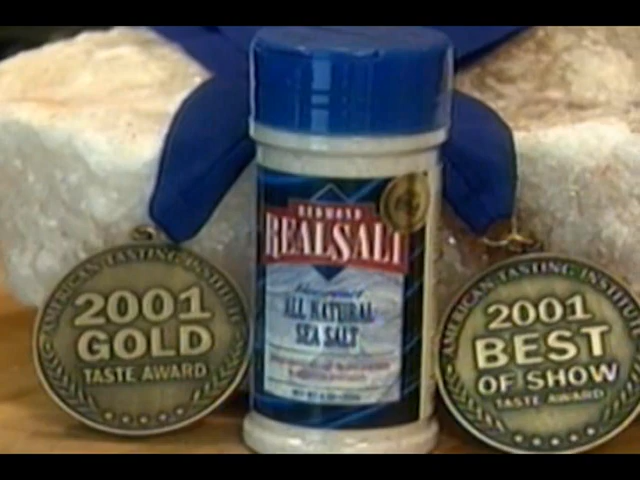 AMERICAN TASTING INSTITUTE
2001
GOLD
TASTE AWARD
REDMOND
REALSALT
ALL NATURAL
SEA SALT
AMERICAN TASTING INSTITUTE
2001
BEST
OF SHOW
TASTE AWARD